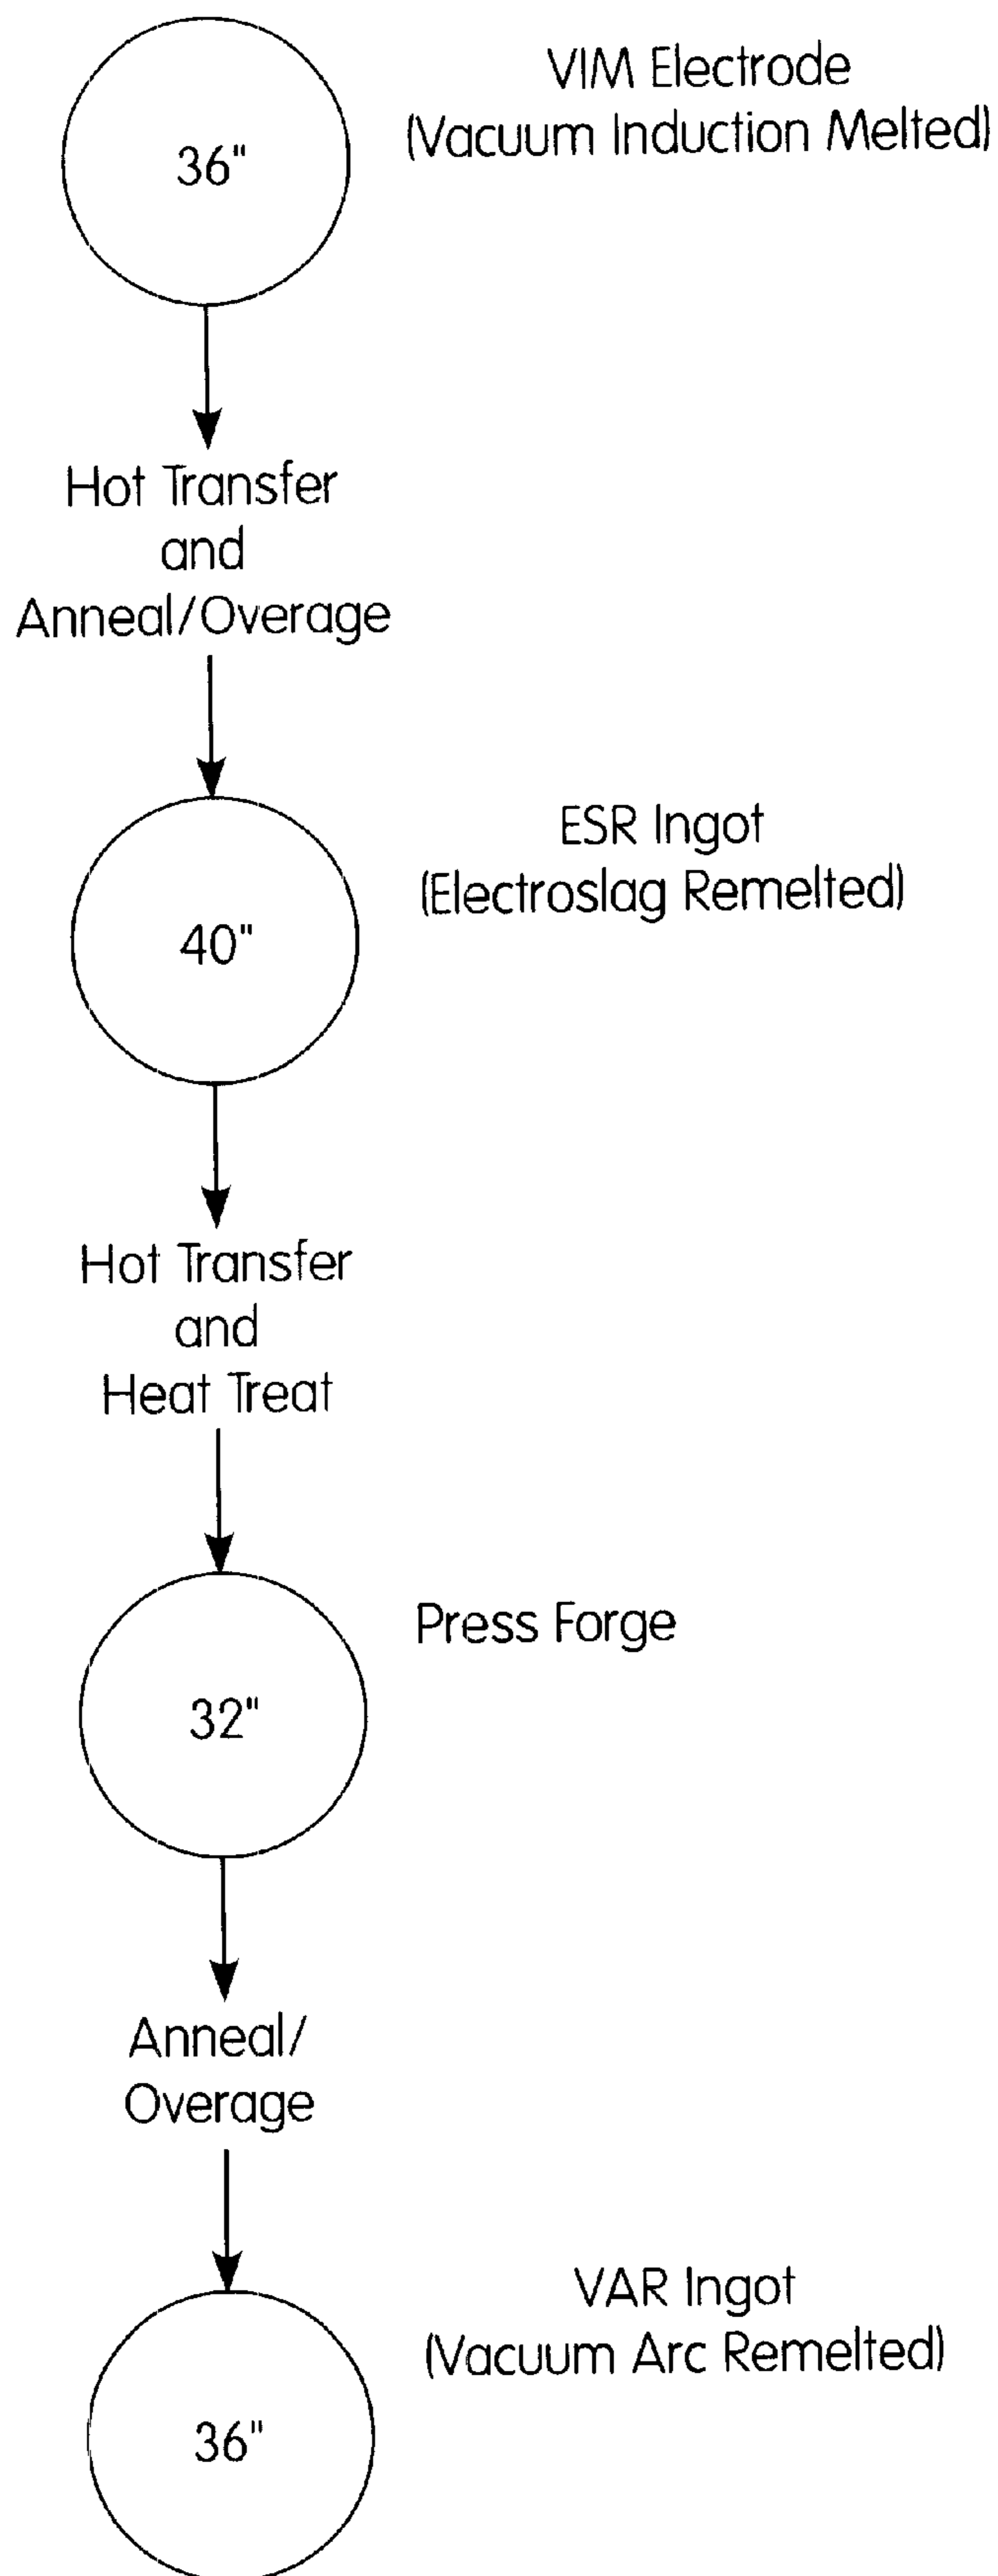 36"
VIM Electrode
(Vacuum Induction Melted)
Hot Transfer
and
Anneal/Overage
40"
ESR Ingot
(Electroslag Remelted)
Hot Transfer
and
Heat Treat
32"
Press Forge
Anneal/
Overage
36"
VAR Ingot
(Vacuum Arc Remelted)